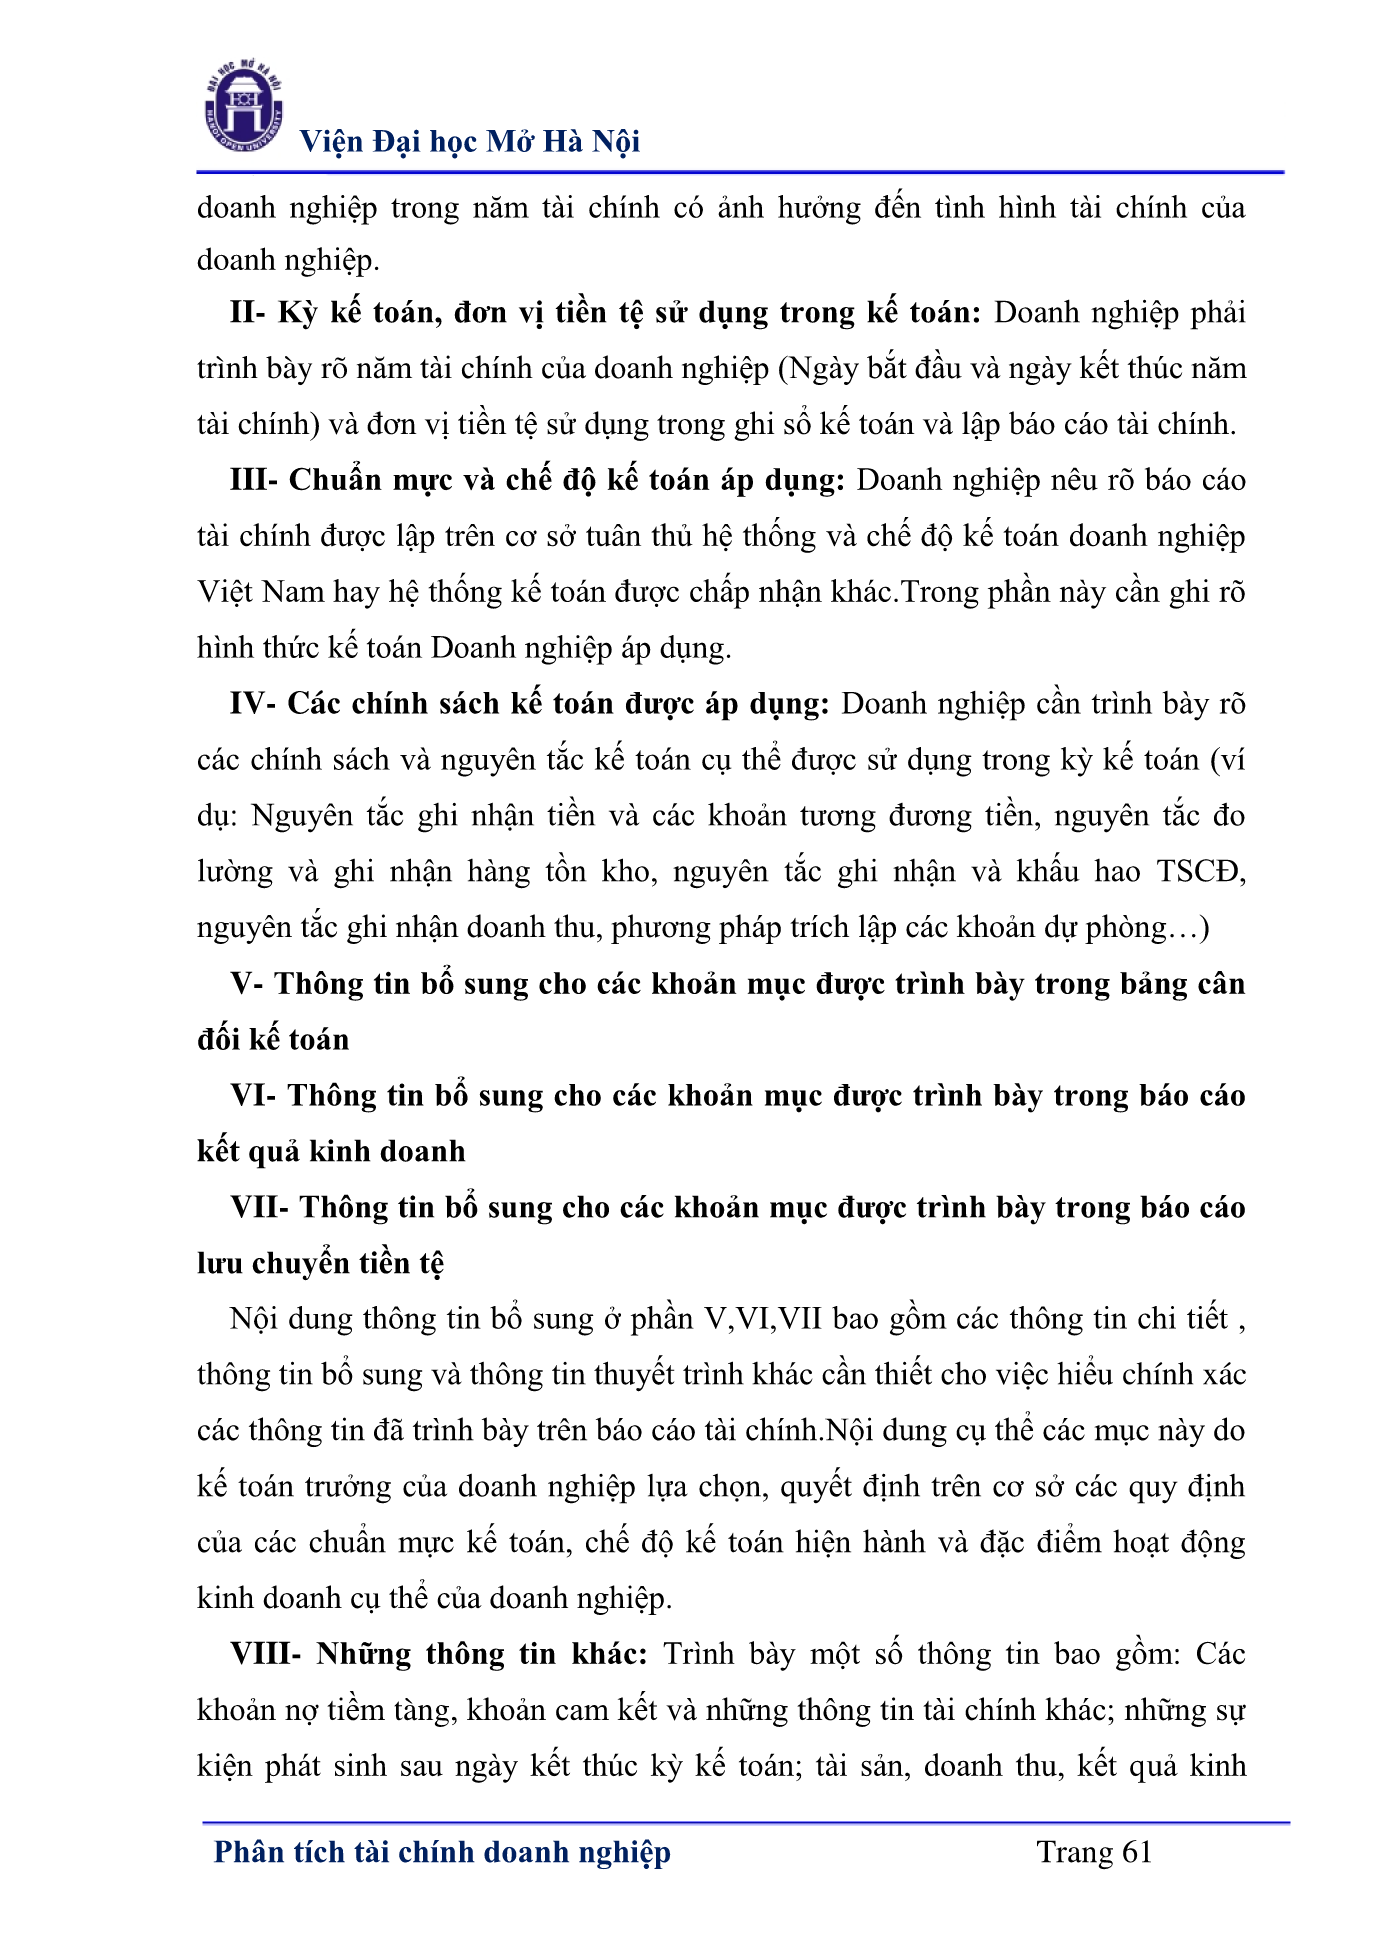 ĐẠI HỌC MỞ HÀ NỘI
HANOI OPEN UNIVERSITY
Viện Đại học Mở Hà Nội
doanh nghiệp trong năm tài chính có ảnh hưởng đến tình hình tài chính của
doanh nghiệp.
II- Kỳ kế toán, đơn vị tiền tệ sử dụng trong kế toán: Doanh nghiệp phải
trình bày rõ năm tài chính của doanh nghiệp (Ngày bắt đầu và ngày kết thúc năm
tài chính) và đơn vị tiền tệ sử dụng trong ghi sổ kế toán và lập báo cáo tài chính.
III- Chuẩn mực và chế độ kế toán áp dụng: Doanh nghiệp nêu rõ báo cáo
tài chính được lập trên cơ sở tuân thủ hệ thống và chế độ kế toán doanh nghiệp
Việt Nam hay hệ thống kế toán được chấp nhận khác.Trong phần này cần ghi rõ
hình thức kế toán Doanh nghiệp áp dụng.
IV- Các chính sách kế toán được áp dụng: Doanh nghiệp cần trình bày rõ
các chính sách và nguyên tắc kế toán cụ thể được sử dụng trong kỳ kế toán (ví
dụ: Nguyên tắc ghi nhận tiền và các khoản tương đương tiền, nguyên tắc đo
lường và ghi nhận hàng tồn kho, nguyên tắc ghi nhận và khấu hao TSCĐ,
nguyên tắc ghi nhận doanh thu, phương pháp trích lập các khoản dự phòng…)
V- Thông tin bổ sung cho các khoản mục được trình bày trong bảng cân
đối kế toán
VI- Thông tin bổ sung cho các khoản mục được trình bày trong báo cáo
kết quả kinh doanh
VII- Thông tin bổ sung cho các khoản mục được trình bày trong báo cáo
lưu chuyển tiền tệ
Nội dung thông tin bổ sung ở phần V,VI,VII bao gồm các thông tin chi tiết ,
thông tin bổ sung và thông tin thuyết trình khác cần thiết cho việc hiểu chính xác
các thông tin đã trình bày trên báo cáo tài chính.Nội dung cụ thể các mục này do
kế toán trưởng của doanh nghiệp lựa chọn, quyết định trên cơ sở các quy định
của các chuẩn mực kế toán, chế độ kế toán hiện hành và đặc điểm hoạt động
kinh doanh cụ thể của doanh nghiệp.
VIII- Những thông tin khác: Trình bày một số thông tin bao gồm: Các
khoản nợ tiềm tàng, khoản cam kết và những thông tin tài chính khác; những sự
kiện phát sinh sau ngày kết thúc kỳ kế toán; tài sản, doanh thu, kết quả kinh
Phân tích tài chính doanh nghiệp Trang 61